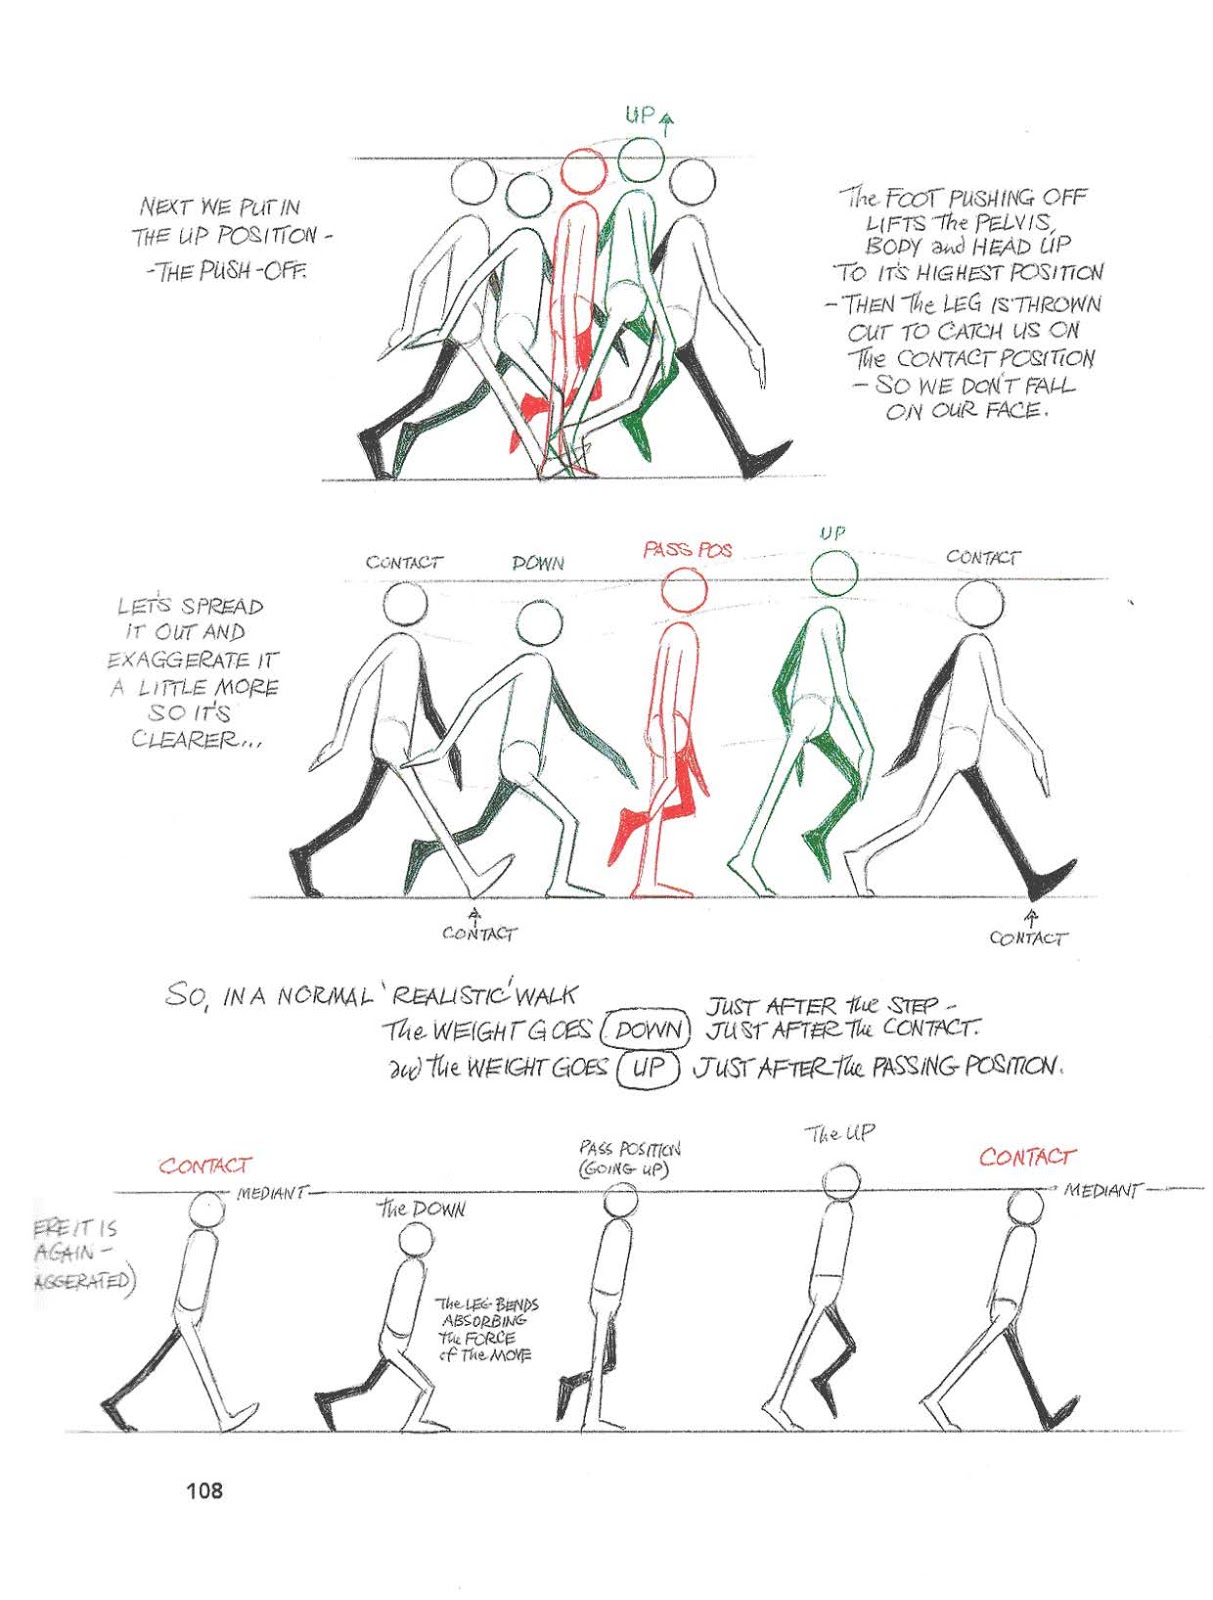 UP
NEXT WE PUT IN
THE UP POSITION -
-THE PUSH-OFF.
The FOOT PUSHING OFF
LIFTS The PELVIS,
BODY and HEAD UP
TO IT'S HIGHEST POSITION
- THEN The LEG IS THROWN
OUT TO CATCH US ON
The CONTACT POSITION
- SO WE DON'T FALL
ON OUR FACE.
CONTACT DOWN PASS POS UP CONTACT
LET'S SPREAD
IT OUT AND
EXAGGERATE IT
A LITTLE MORE
SO IT'S
CLEARER...
CONTACT CONTACT
SO, IN A NORMAL 'REALISTIC' WALK
The WEIGHT GOES DOWN JUST AFTER the STEP -
JUST AFTER The CONTACT.
and the WEIGHT GOES UP JUST AFTER the PASSING POSITION.
CONTACT
MEDIANT
The DOWN
PASS POSITION
(GOING UP)
The UP
CONTACT
MEDIANT
ERE IT IS
AGAIN -
AGGERATED)
The LEG BENDS
ABSORBING
the FORCE
of The MOVE
108